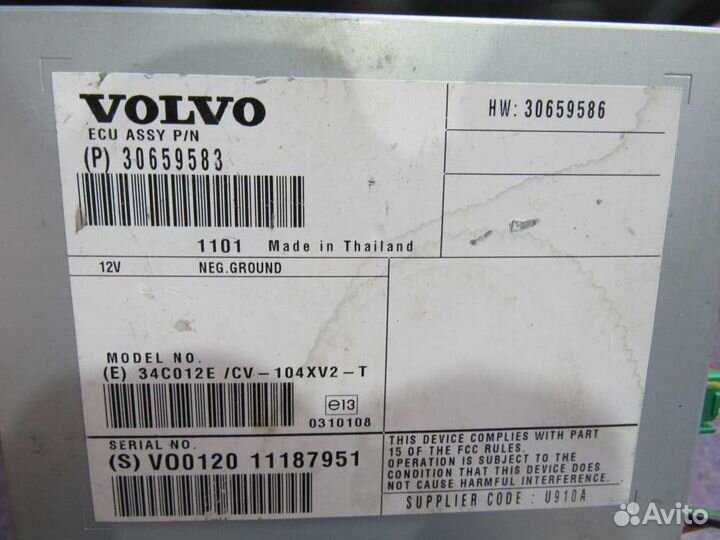 VOLVO
ECU ASSY P/N
(P) 30659583
1101 Made in Thailand
HW: 30659586
12V NEG.GROUND
MODEL NO.
(E) 34C012E /CV-104XV2-T
e13
0310108
SERIAL NO.
(S) V00120 11187951
THIS DEVICE COMPLIES WITH PART
15 OF THE FCC RULES.
OPERATION IS SUBJECT TO THE
CONDITION THAT THIS DEVICE DOES
NOT CAUSE HARMFUL INTERFERENCE.
SUPPLIER CODE : U910A
Avito